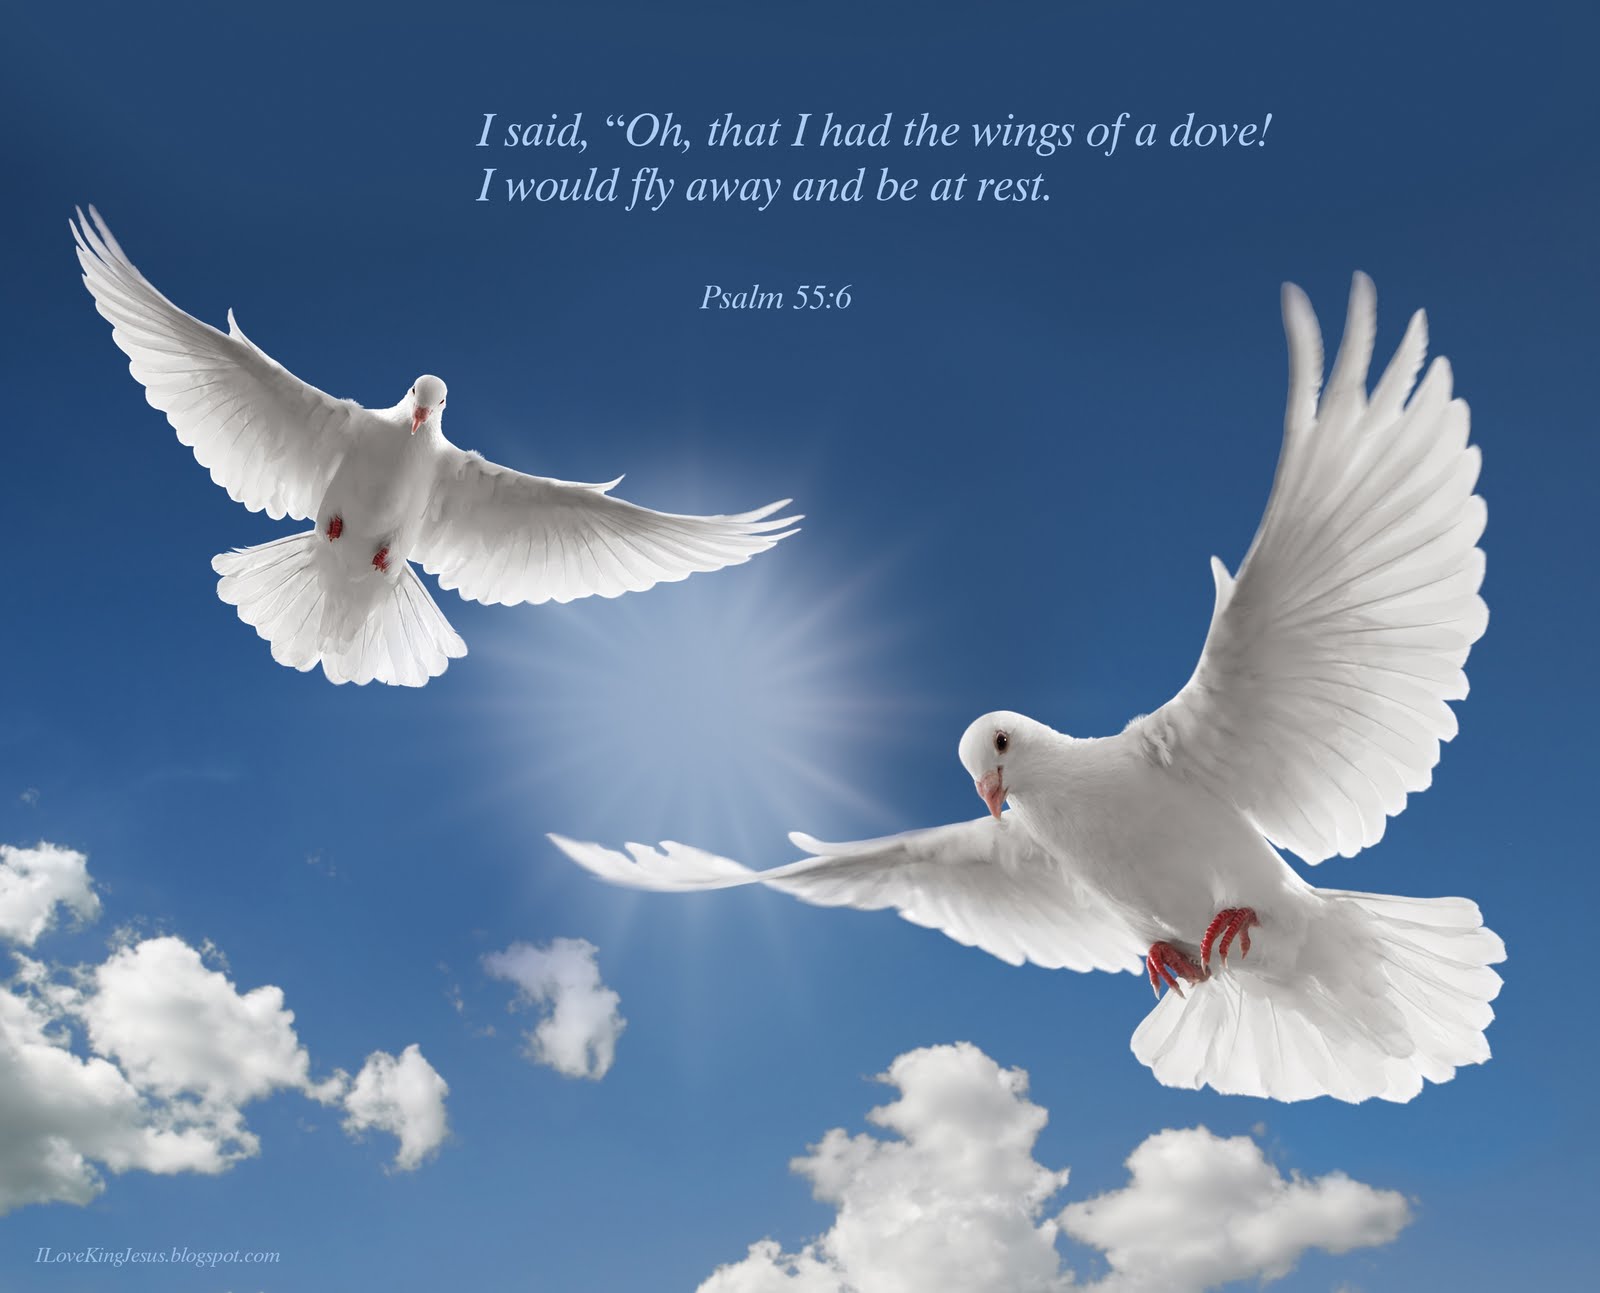 I said, “Oh, that I had the wings of a dove!
I would fly away and be at rest.
Psalm 55:6
ILoveKingJesus.blogspot.com